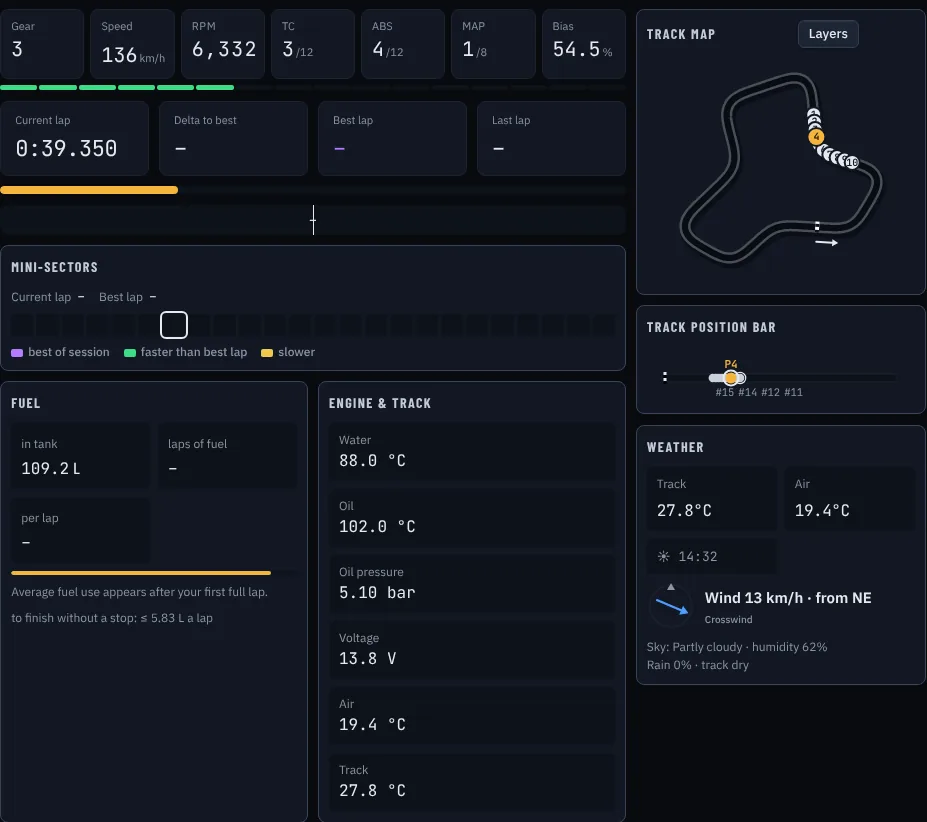 Gear Speed RPM TC ABS MAP Bias
3 136 km/h 6,332 3 /12 4 /12 1 /8 54.5 %
Current lap Delta to best Best lap Last lap
0:39.350 – – –
MINI-SECTORS
Current lap – Best lap –
best of session faster than best lap slower
FUEL
in tank laps of fuel
109.2 L –
per lap
–
Average fuel use appears after your first full lap.
to finish without a stop: ≤ 5.83 L a lap
ENGINE & TRACK
Water
88.0 °C
Oil
102.0 °C
Oil pressure
5.10 bar
Voltage
13.8 V
Air
19.4 °C
Track
27.8 °C
TRACK MAP Layers
4
10
TRACK POSITION BAR
P4
#15 #14 #12 #11
WEATHER
Track Air
27.8°C 19.4°C
☀ 14:32
Wind 13 km/h · from NE
Crosswind
Sky: Partly cloudy · humidity 62%
Rain 0% · track dry